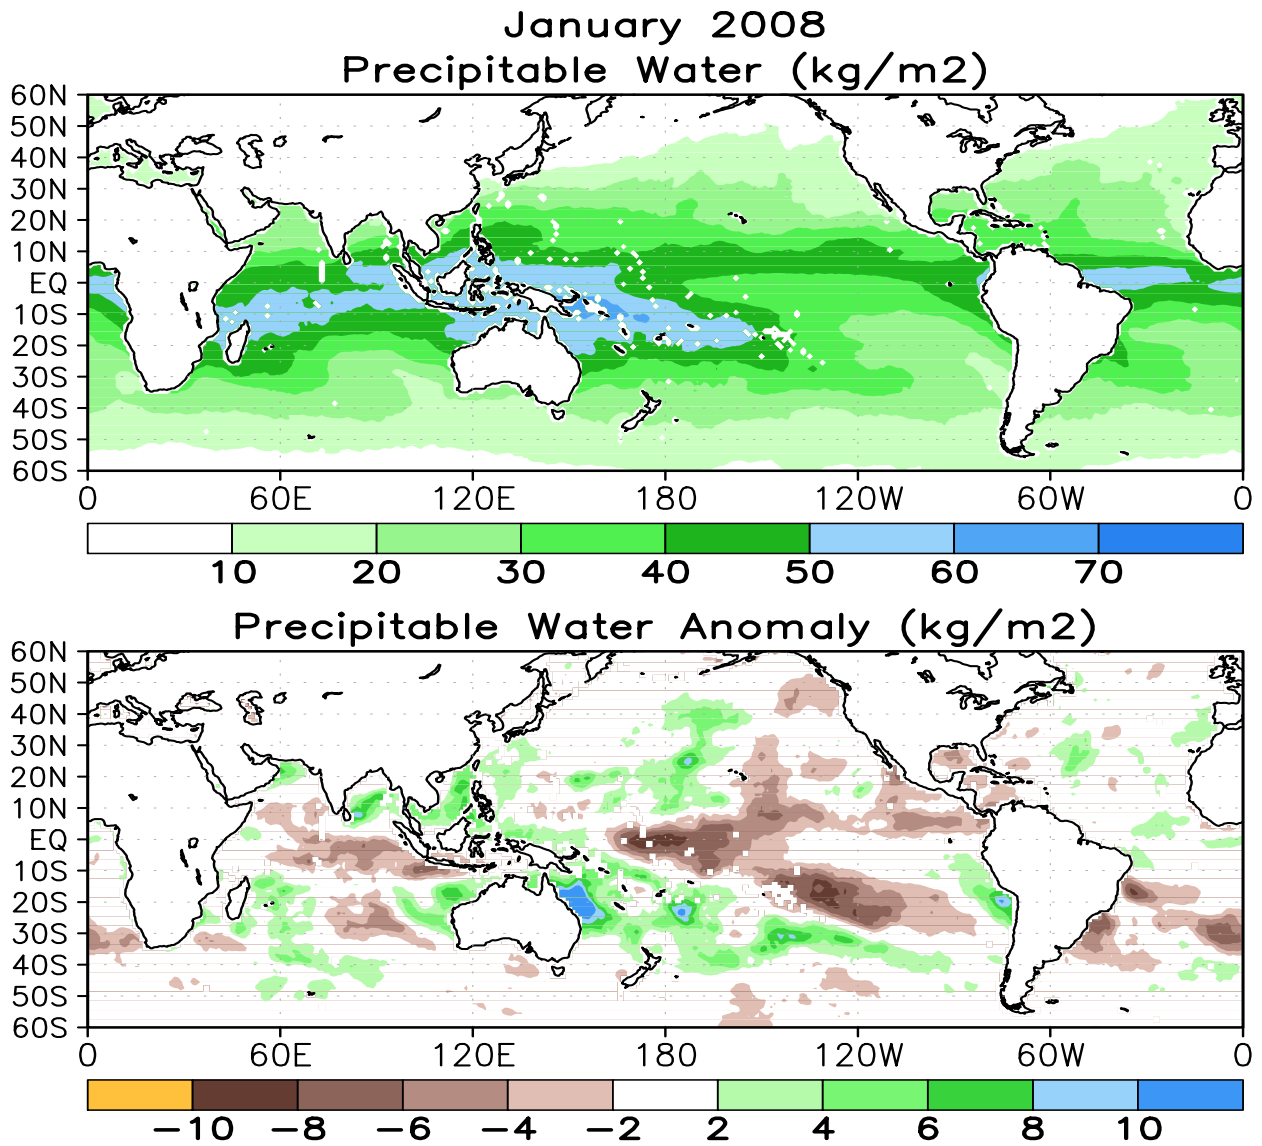 January 2008
Precipitable Water (kg/m2)
60N
50N
40N
30N
20N
10N
EQ
10S
20S
30S
40S
50S
60S
0 60E 120E 180 120W 60W 0
10 20 30 40 50 60 70
Precipitable Water Anomaly (kg/m2)
60N
50N
40N
30N
20N
10N
EQ
10S
20S
30S
40S
50S
60S
0 60E 120E 180 120W 60W 0
−10 −8 −6 −4 −2 2 4 6 8 10